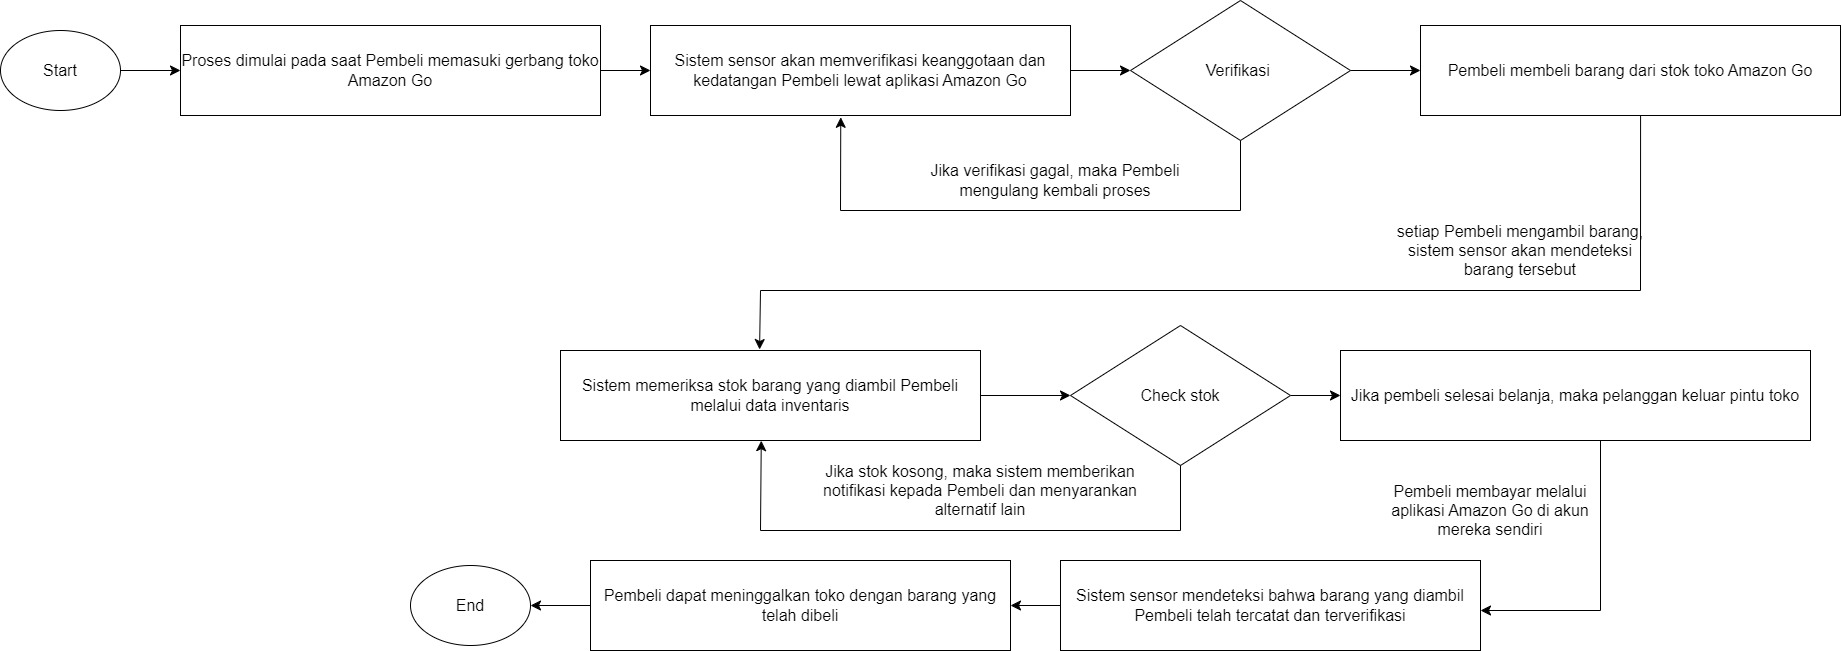 Start
Proses dimulai pada saat Pembeli memasuki gerbang toko
Amazon Go
Sistem sensor akan memverifikasi keanggotaan dan
kedatangan Pembeli lewat aplikasi Amazon Go
Verifikasi
Pembeli membeli barang dari stok toko Amazon Go
Jika verifikasi gagal, maka Pembeli
mengulang kembali proses
setiap Pembeli mengambil barang,
sistem sensor akan mendeteksi
barang tersebut
Sistem memeriksa stok barang yang diambil Pembeli
melalui data inventaris
Check stok
Jika pembeli selesai belanja, maka pelanggan keluar pintu toko
Jika stok kosong, maka sistem memberikan
notifikasi kepada Pembeli dan menyarankan
alternatif lain
Pembeli membayar melalui
aplikasi Amazon Go di akun
mereka sendiri
Sistem sensor mendeteksi bahwa barang yang diambil
Pembeli telah tercatat dan terverifikasi
Pembeli dapat meninggalkan toko dengan barang yang
telah dibeli
End